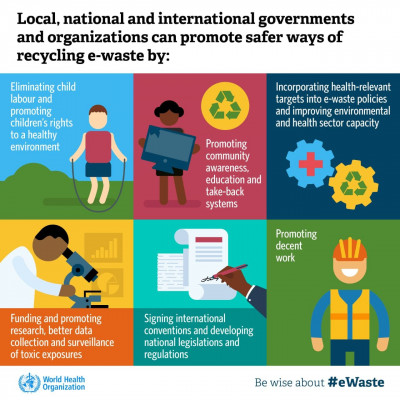 Local, national and international governments
and organizations can promote safer ways of
recycling e-waste by:
Eliminating child
labour and
promoting
children's rights
to a healthy
environment
Promoting
community
awareness,
education and
take-back
systems
Incorporating health-relevant
targets into e-waste policies
and improving environmental
and health sector capacity
Funding and promoting
research, better data
collection and surveillance
of toxic exposures
Signing international
conventions and developing
national legislations and
regulations
Promoting
decent
work
World Health
Organization
Be wise about #eWaste